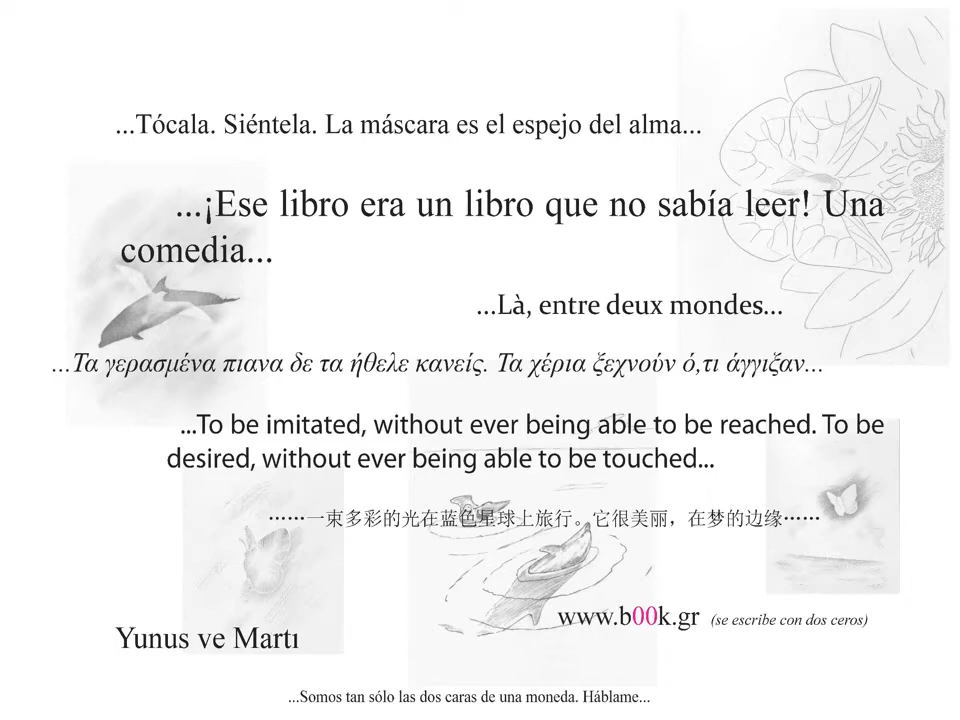 ...Tócala. Siéntela. La máscara es el espejo del alma...
...¡Ese libro era un libro que no sabía leer! Una
comedia...
...Là, entre deux mondes...
...Τα γερασμένα πιανα δε τα ήθελε κανείς. Τα χέρια ξεχνούν ό,τι άγγιξαν...
...To be imitated, without ever being able to be reached. To be
desired, without ever being able to be touched...
……一束多彩的光在蓝色星球上旅行。它很美丽，在梦的边缘……
www.b00k.gr (se escribe con dos ceros)
Yunus ve Martı
...Somos tan sólo las dos caras de una moneda. Háblame...